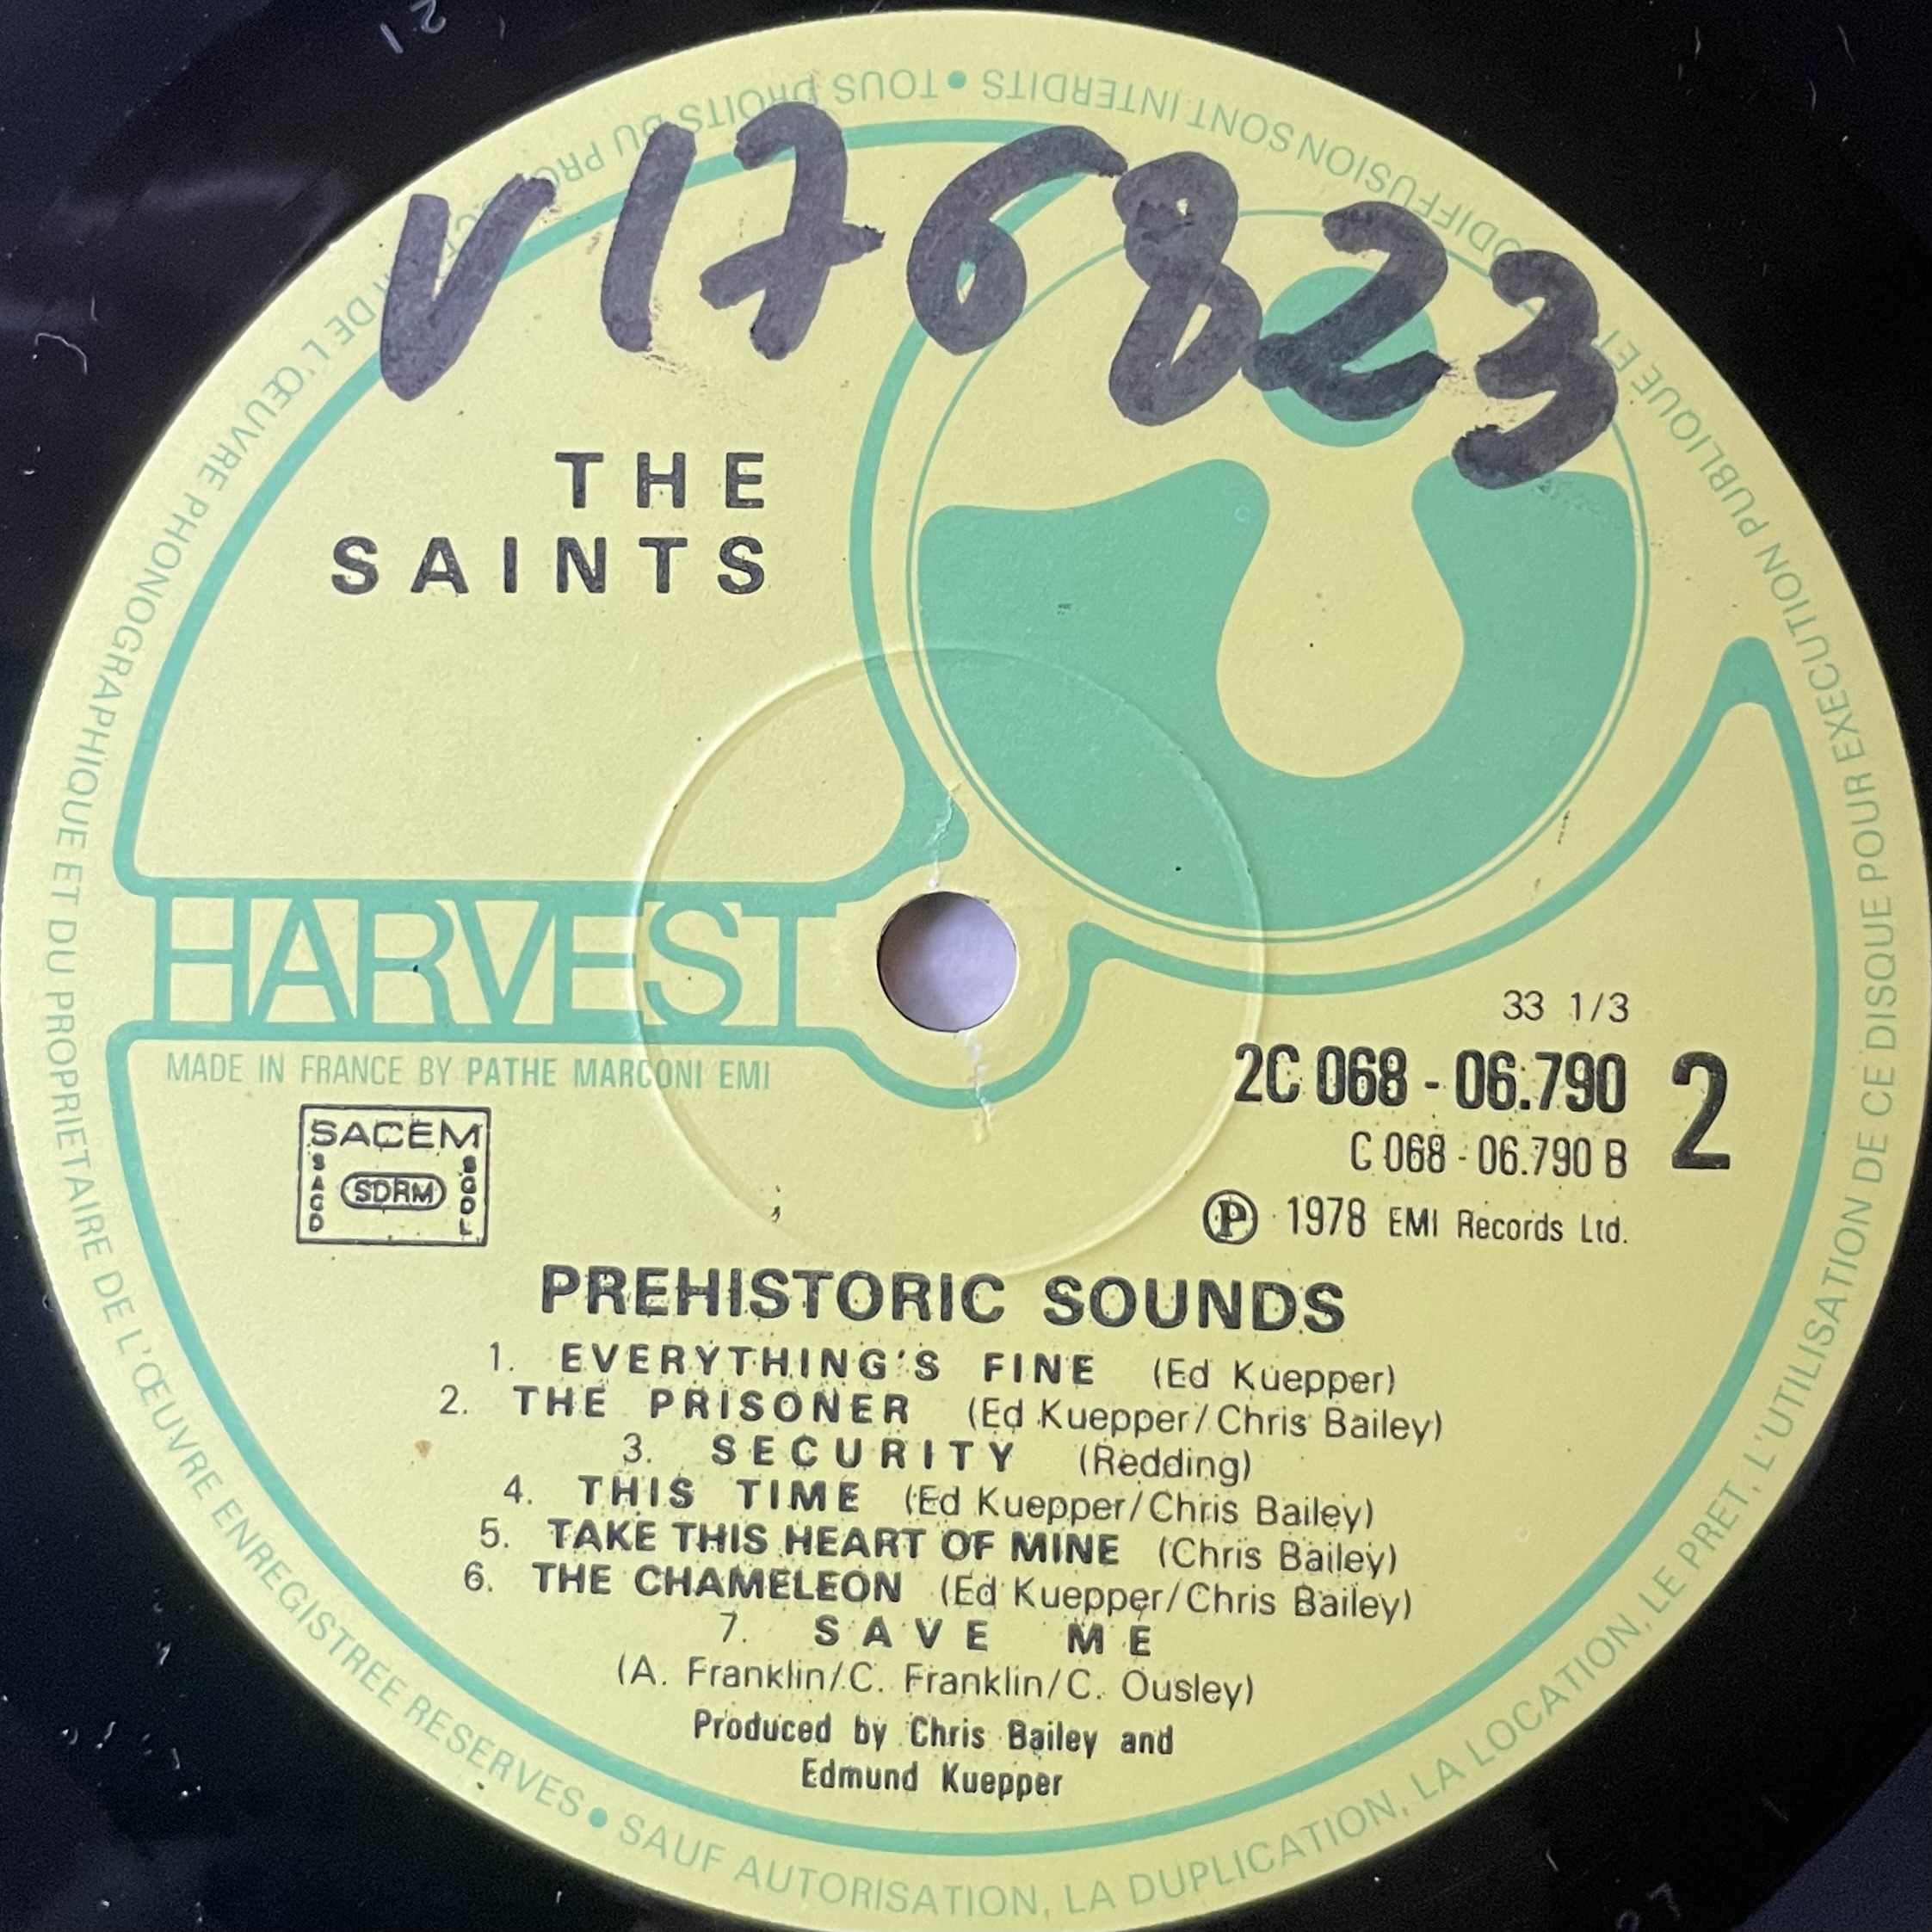 V176823
THE
SAINTS
HARVEST
MADE IN FRANCE BY PATHE MARCONI EMI
SACEM
SACD
SDRM
SGDL
33 1/3
2C 068 - 06.790
2
C 068 - 06.790 B
Ⓟ 1978 EMI Records Ltd.
PREHISTORIC SOUNDS
1. EVERYTHING'S FINE (Ed Kuepper)
2. THE PRISONER (Ed Kuepper/Chris Bailey)
3. SECURITY (Redding)
4. THIS TIME (Ed Kuepper/Chris Bailey)
5. TAKE THIS HEART OF MINE (Chris Bailey)
6. THE CHAMELEON (Ed Kuepper/Chris Bailey)
7. SAVE ME
(A. Franklin/C. Franklin/C. Ousley)
Produced by Chris Bailey and
Edmund Kuepper
TOUS DROITS DU DE L'ŒUVRE PHONOGRAPHIQUE ET DU PROPRIETAIRE DE L'ŒUVRE ENREGISTREE RESERVES • SAUF AUTORISATION, LA DUPLICATION, LA LOCATION, LE PRET, L'UTILISATION DE CE DISQUE POUR EXECUTION PUBLIQUE ET SONT INTERDITS •